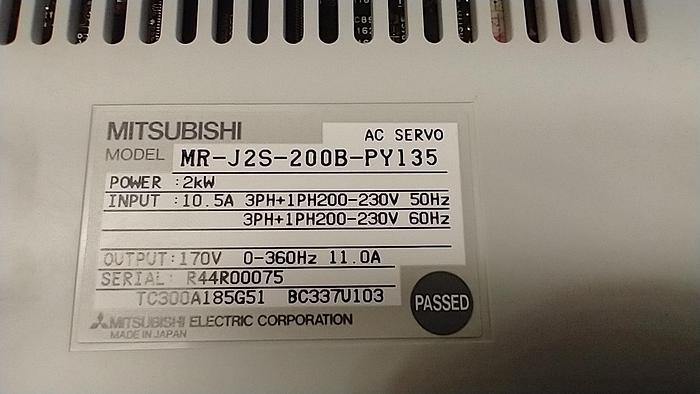 MITSUBISHI
AC SERVO
MODEL MR-J2S-200B-PY135
POWER :2kW
INPUT :10.5A 3PH+1PH200-230V 50Hz
3PH+1PH200-230V 60Hz
OUTPUT:170V 0-360Hz 11.0A
SERIAL: R44R00075
TC300A185G51 BC337U103
PASSED
MITSUBISHI ELECTRIC CORPORATION
MADE IN JAPAN